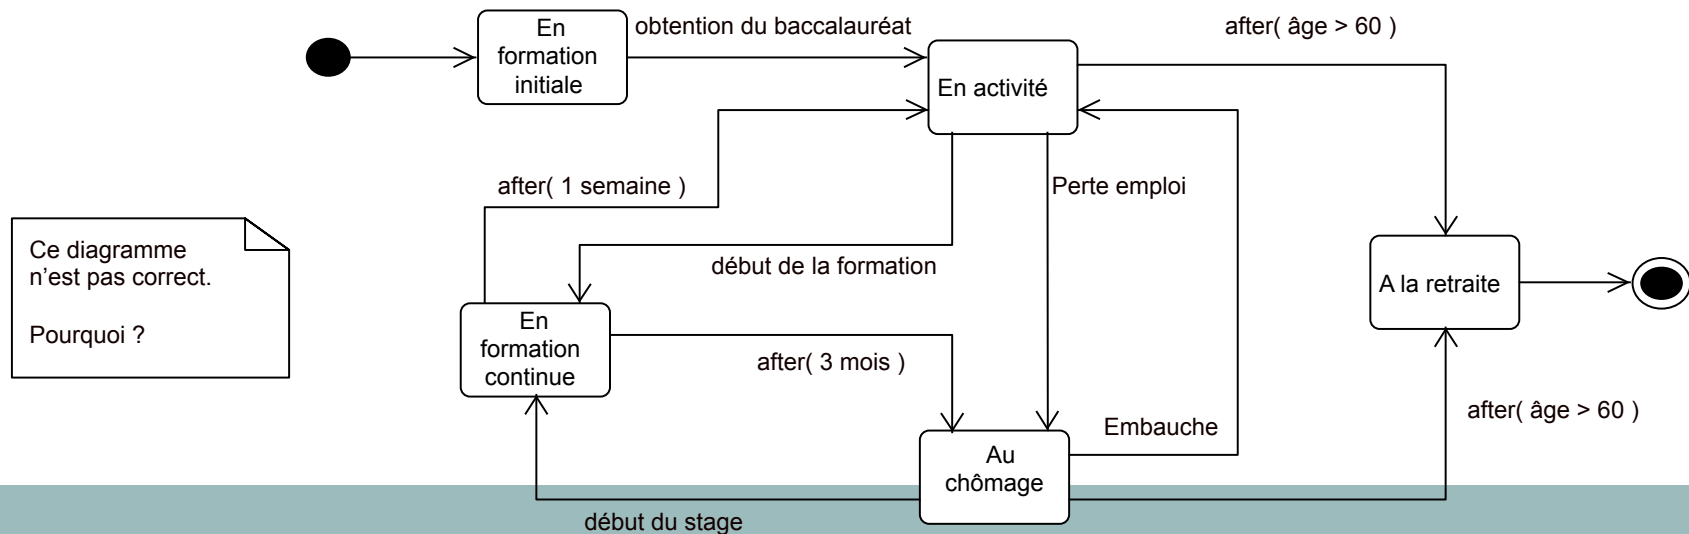 En
formation
initiale
obtention du baccalauréat
En activité
after( âge > 60 )
after( 1 semaine )
Perte emploi
Ce diagramme
n'est pas correct.
Pourquoi ?
début de la formation
A la retraite
En
formation
continue
after( 3 mois )
after( âge > 60 )
Embauche
Au
chômage
début du stage